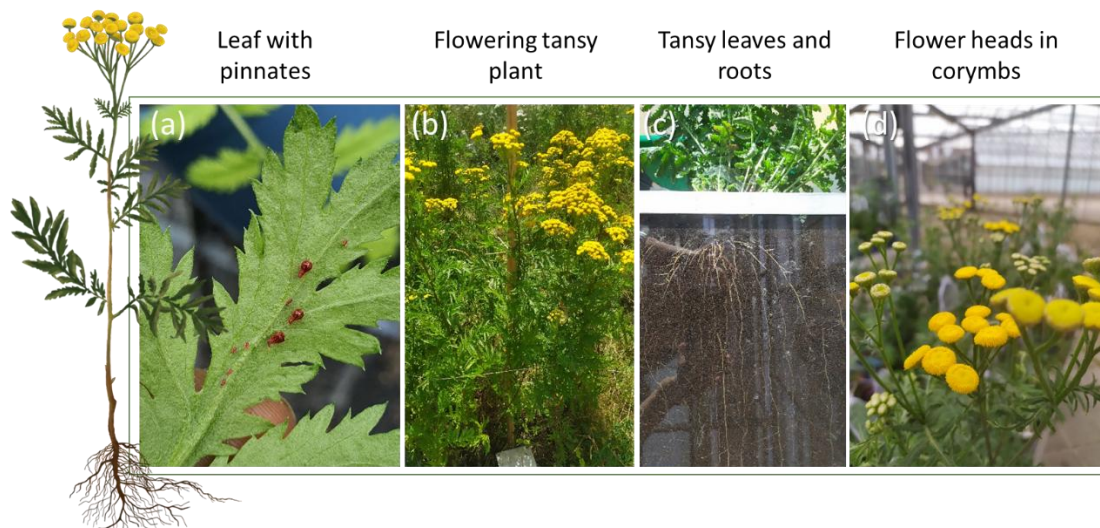 Leaf with
pinnates
Flowering tansy
plant
Tansy leaves and
roots
Flower heads in
corymbs
(a)
(b)
(c)
(d)